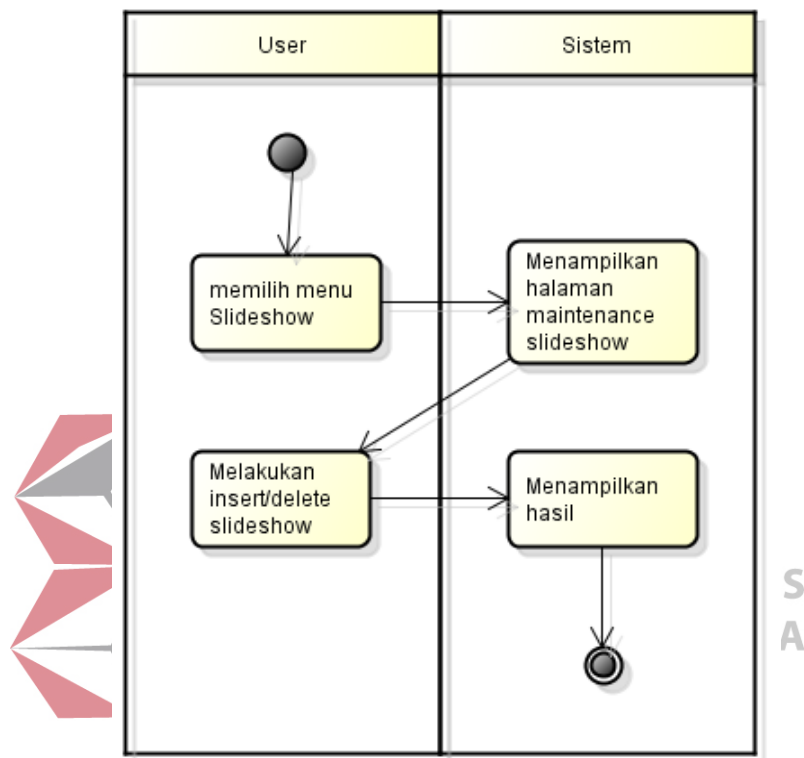 User
Sistem
memilih menu
Slideshow
Menampilkan
halaman
maintenance
slideshow
Melakukan
insert/delete
slideshow
Menampilkan
hasil
S
A